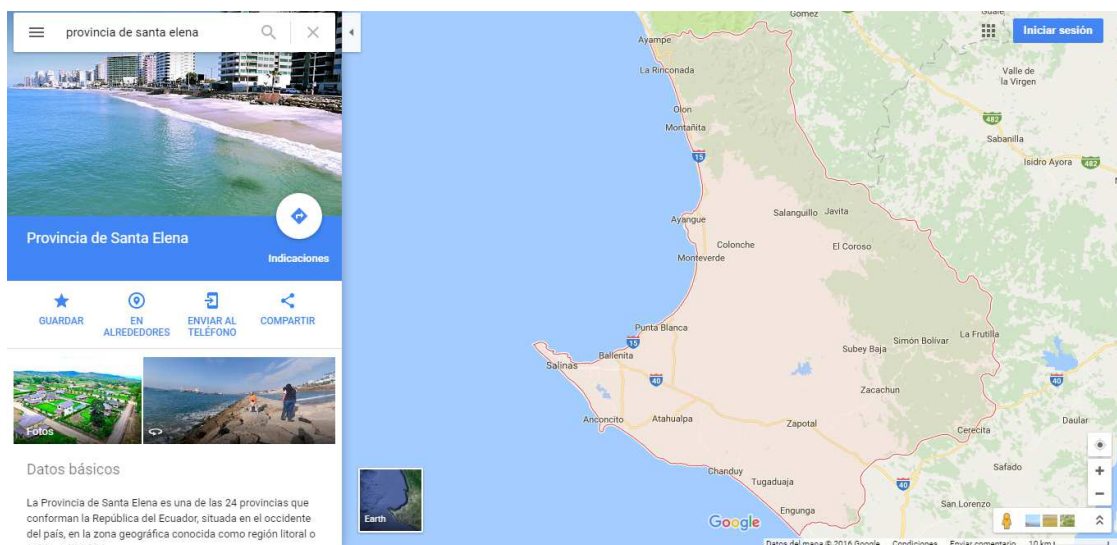 provincia de santa elena
Provincia de Santa Elena
Indicaciones
GUARDAR
EN
ALREDEDORES
ENVIAR AL
TELÉFONO
COMPARTIR
Fotos
Datos básicos
La Provincia de Santa Elena es una de las 24 provincias que
conforman la República del Ecuador, situada en el occidente
del país, en la zona geográfica conocida como región litoral o
Iniciar sesión
Gomez
Guale
Ayampe
La Rinconada
Valle de
la Virgen
Olon
Montañita
482
Sabanilla
15
Isidro Ayora
482
Ayangue
Salanguillo
Javita
Colonche
El Coroso
Monteverde
Punta Blanca
15
La Frutilla
Simón Bolívar
Subey Baja
Ballenita
Salinas
40
40
Zacachun
Anconcito
Atahualpa
Zapotal
Cerecita
Daular
Chanduy
Safado
Tugaduaja
40
San Lorenzo
Engunga
Earth
Google
Datos del mapa © 2016 Google
Condiciones
Enviar comentario
10 km